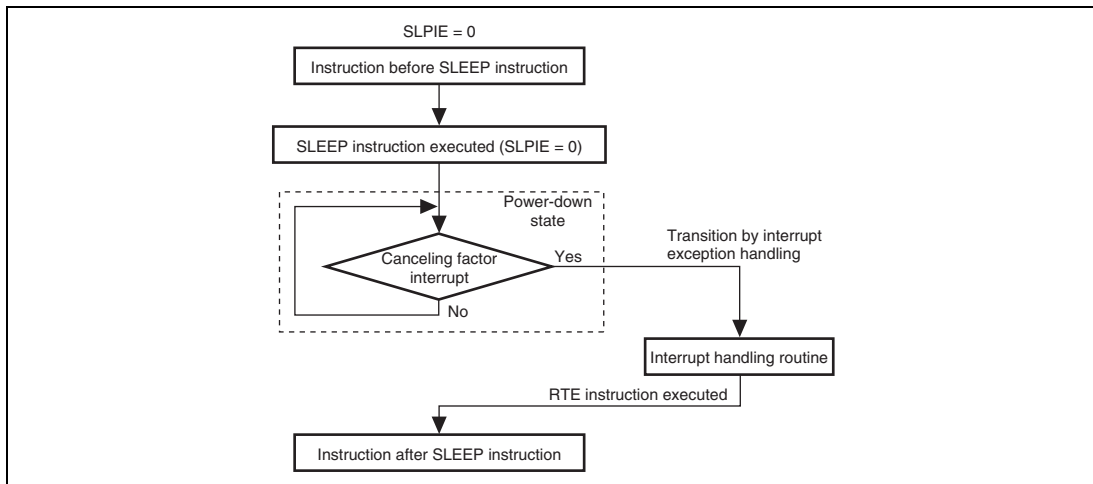 SLPIE = 0
Instruction before SLEEP instruction
SLEEP instruction executed (SLPIE = 0)
Power-down
state
Canceling factor
interrupt
Yes
No
Transition by interrupt
exception handling
Interrupt handling routine
RTE instruction executed
Instruction after SLEEP instruction